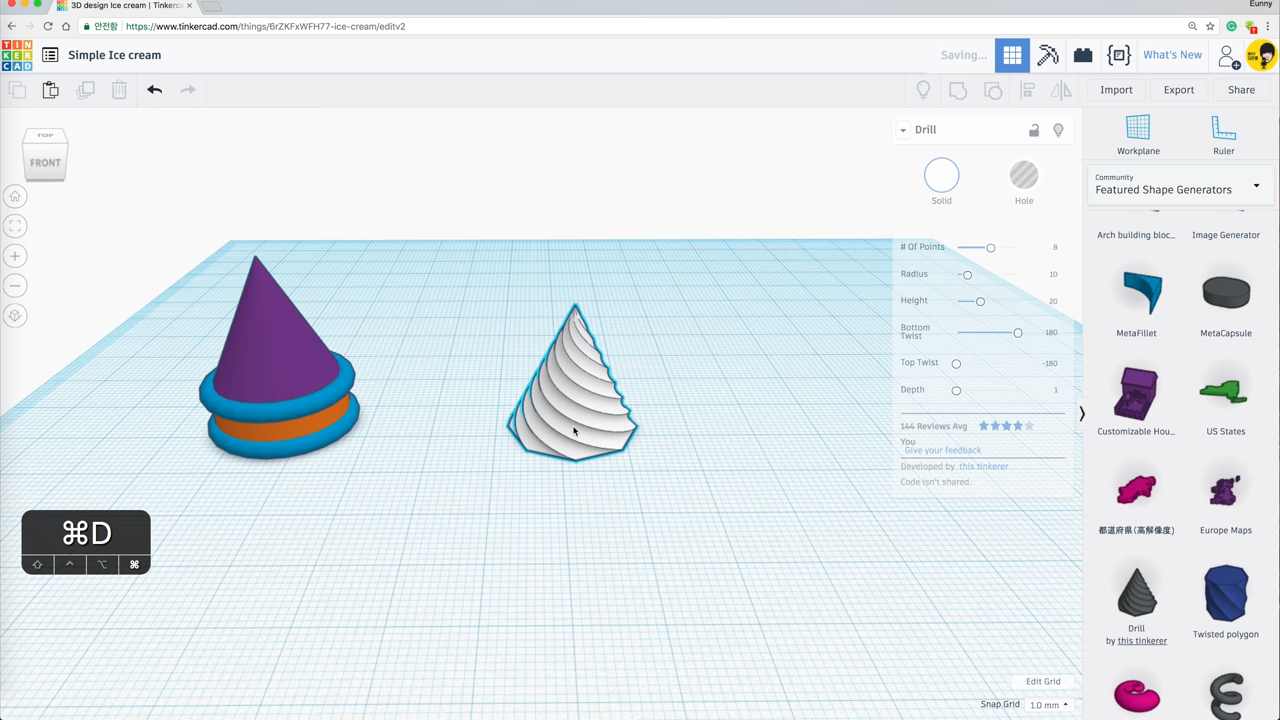 3D design Ice cream | Tinkerc
Eunny
안전함
https://www.tinkercad.com/things/6rZKFxWFH77-ice-cream/editv2
TIN
KER
CAD
Simple Ice cream
Saving...
What's New
Import
Export
Share
TOP
FRONT
Drill
Solid
Hole
# Of Points
8
Radius
10
Height
20
Bottom
Twist
180
Top Twist
-180
Depth
1
144 Reviews Avg
You
Give your feedback
Developed by this tinkerer
Code isn't shared.
Workplane
Ruler
Community
Featured Shape Generators
Arch building bloc...
Image Generator
MetaFillet
MetaCapsule
Customizable Hou...
US States
都道府県(高解像度)
Europe Maps
Drill
by this tinkerer
Twisted polygon
⌘D
⇧ ^ ⌥ ⌘
Edit Grid
Snap Grid
1.0 mm